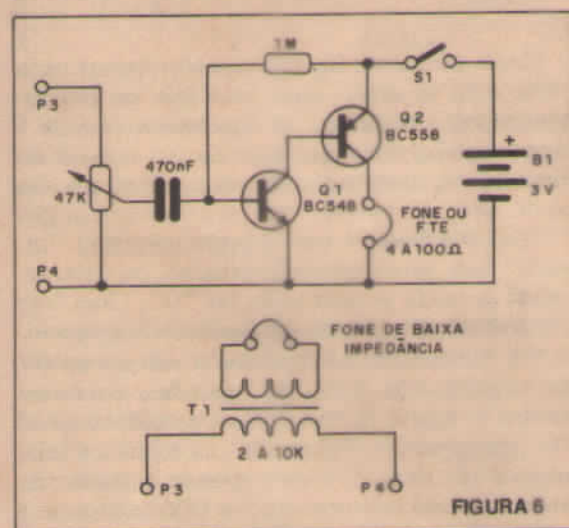 1M
P3
S1
Q2
BC558
470nF
+
B1
3V
47K
Q1
BC548
FONE OU
FTE
4 A 100Ω
P4
FONE DE BAIXA
IMPEDÂNCIA
T1
2 A 10K
P3
P4
FIGURA 6